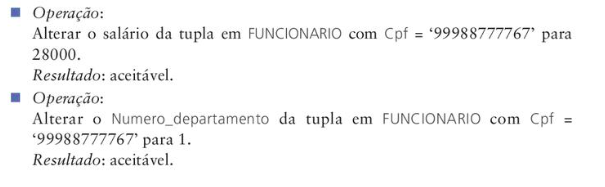 ■ Operação:
Alterar o salário da tupla em FUNCIONARIO com Cpf = ‘99988777767’ para
28000.
Resultado: aceitável.
■ Operação:
Alterar o Numero_departamento da tupla em FUNCIONARIO com Cpf =
‘99988777767’ para 1.
Resultado: aceitável.